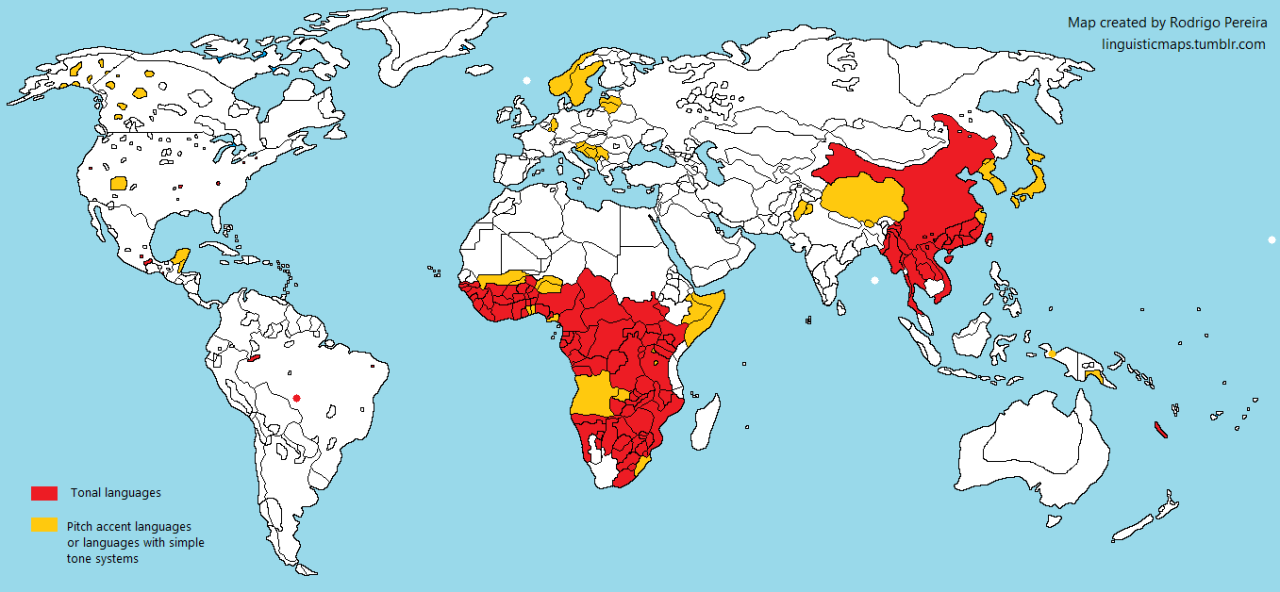 Map created by Rodrigo Pereira
linguisticmaps.tumblr.com
Tonal languages
Pitch accent languages
or languages with simple
tone systems